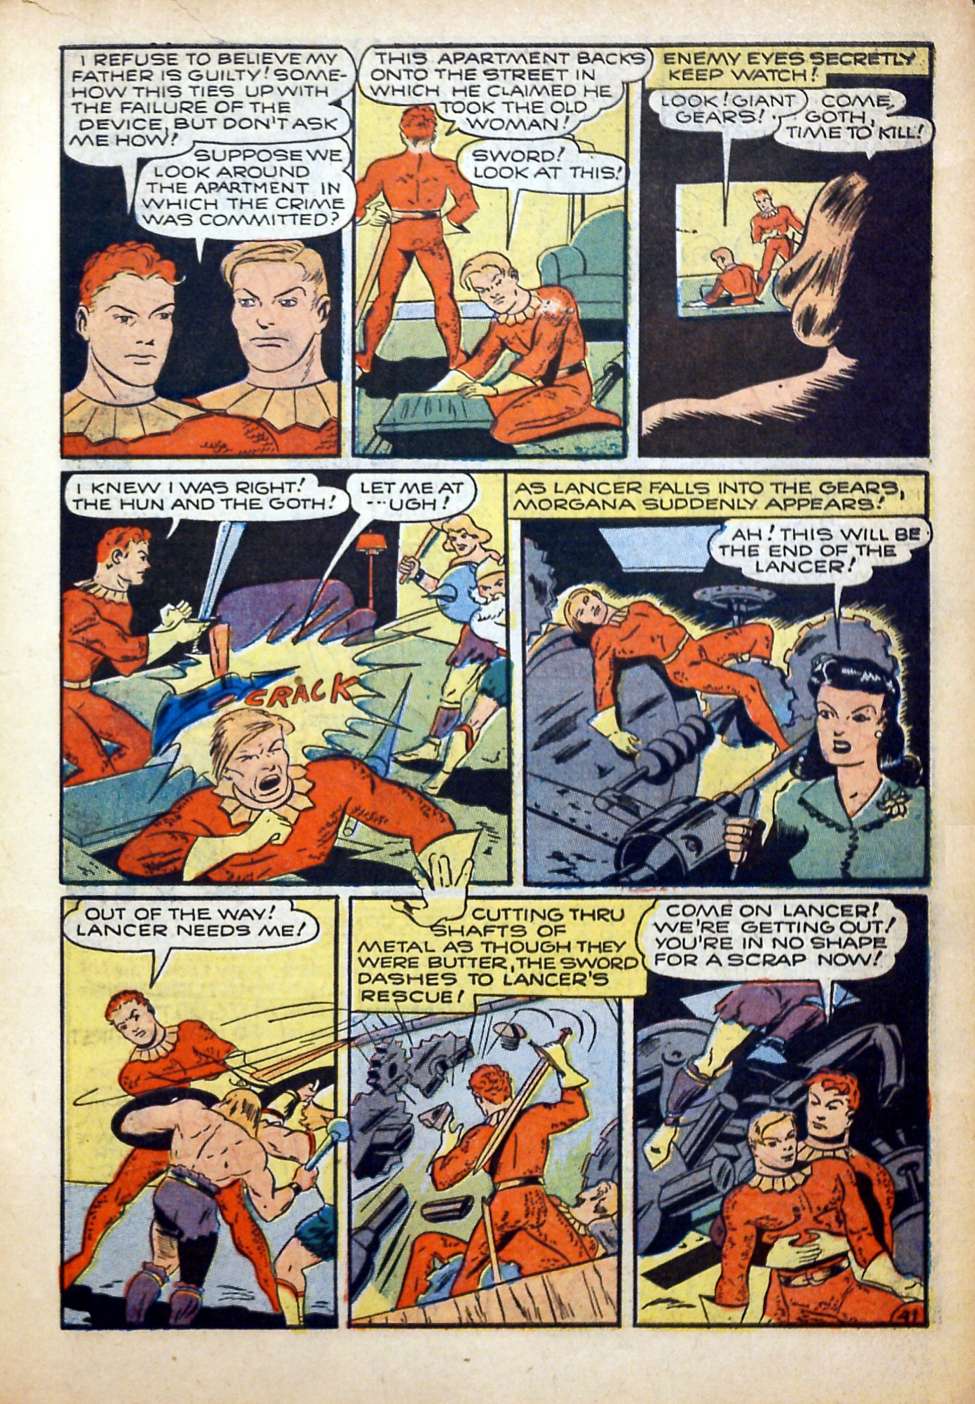 I REFUSE TO BELIEVE MY
FATHER IS GUILTY! SOME-
HOW THIS TIES UP WITH
THE FAILURE OF THE
DEVICE, BUT DON'T ASK
ME HOW!
SUPPOSE WE
LOOK AROUND
THE APARTMENT IN
WHICH THE CRIME
WAS COMMITTED?
THIS APARTMENT BACKS
ONTO THE STREET IN
WHICH HE CLAIMED HE
TOOK THE OLD
WOMAN!
SWORD!
LOOK AT THIS!
ENEMY EYES SECRETLY
KEEP WATCH!
LOOK! GIANT
GEARS!
COME,
GOTH,
TIME TO KILL!
I KNEW I WAS RIGHT!
THE HUN AND THE GOTH!
LET ME AT
--- UGH!
CRACK
AS LANCER FALLS INTO THE GEARS,
MORGANA SUDDENLY APPEARS!
AH! THIS WILL BE
THE END OF THE
LANCER!
OUT OF THE WAY!
LANCER NEEDS ME!
CUTTING THRU
SHAFTS OF
METAL AS THOUGH THEY
WERE BUTTER, THE SWORD
DASHES TO LANCER'S
RESCUE!
COME ON LANCER!
WE'RE GETTING OUT!
YOU'RE IN NO SHAPE
FOR A SCRAP NOW!